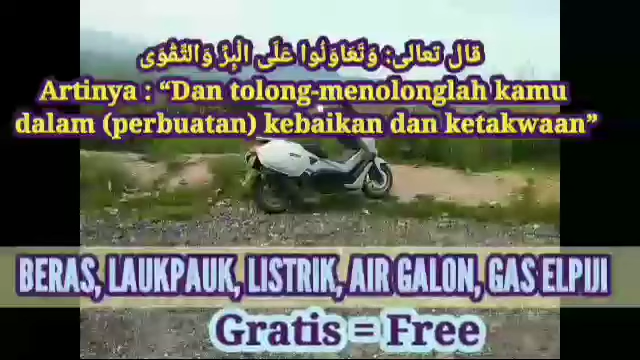 قال تعالى: وَتَعَاوَنُوا عَلَى الْبِرِّ وَالتَّقْوَى
Artinya : “Dan tolong-menolonglah kamu
dalam (perbuatan) kebaikan dan ketakwaan”
BERAS, LAUKPAUK, LISTRIK, AIR GALON, GAS ELPIJI
Gratis = Free